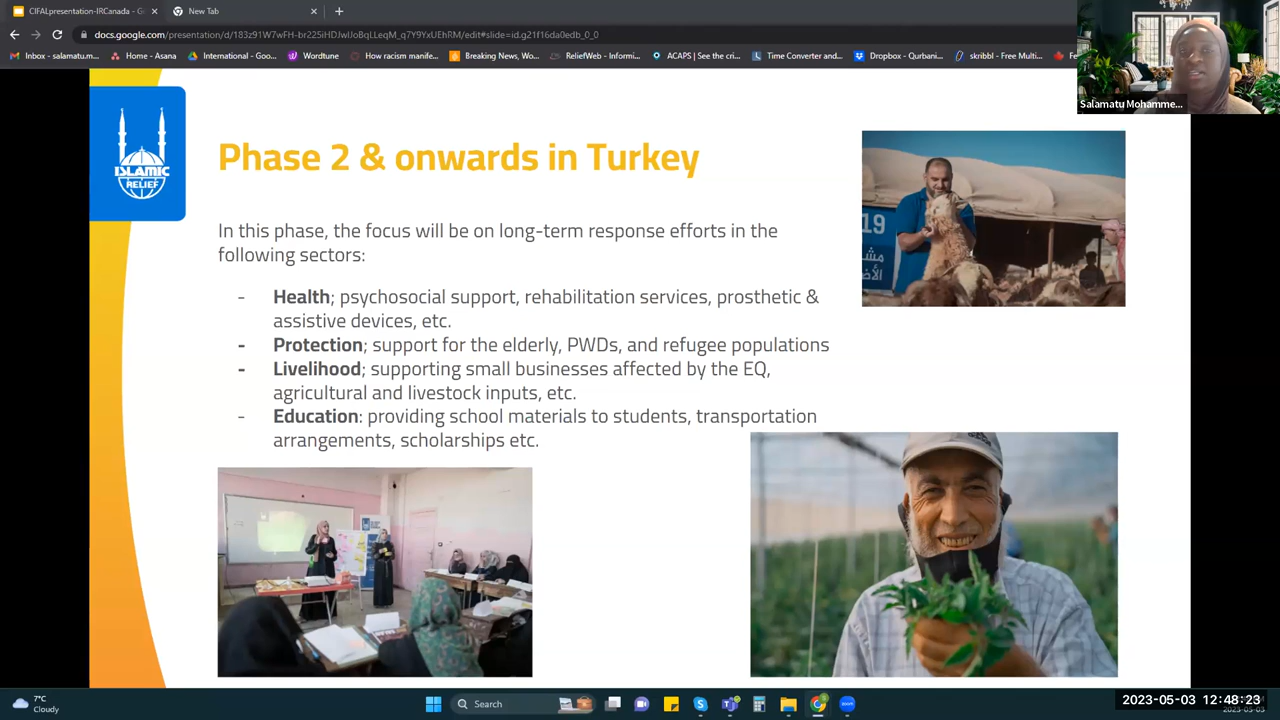 CIFALpresentation-IRCanada - G
New Tab
docs.google.com/presentation/d/183z91W7wFH-br225iHDJwIJoBqLLeqM_q7Y9YxUEhRM/edit#slide=id.g21f16da0edb_0_0
Inbox - salamatu.m...
Home - Asana
International - Goo...
Wordtune
How racism manife...
Breaking News, Wo...
ReliefWeb - Informi...
ACAPS | See the cri...
Time Converter and...
Dropbox - Qurbani...
skribbl - Free Multi...
Salamatu Mohamme...
ISLAMIC
RELIEF
Phase 2 & onwards in Turkey
In this phase, the focus will be on long-term response efforts in the
following sectors:
- Health; psychosocial support, rehabilitation services, prosthetic &
assistive devices, etc.
- Protection; support for the elderly, PWDs, and refugee populations
- Livelihood; supporting small businesses affected by the EQ,
agricultural and livestock inputs, etc.
- Education: providing school materials to students, transportation
arrangements, scholarships etc.
19
7°C
Cloudy
Search
2023-05-03 12:48:23